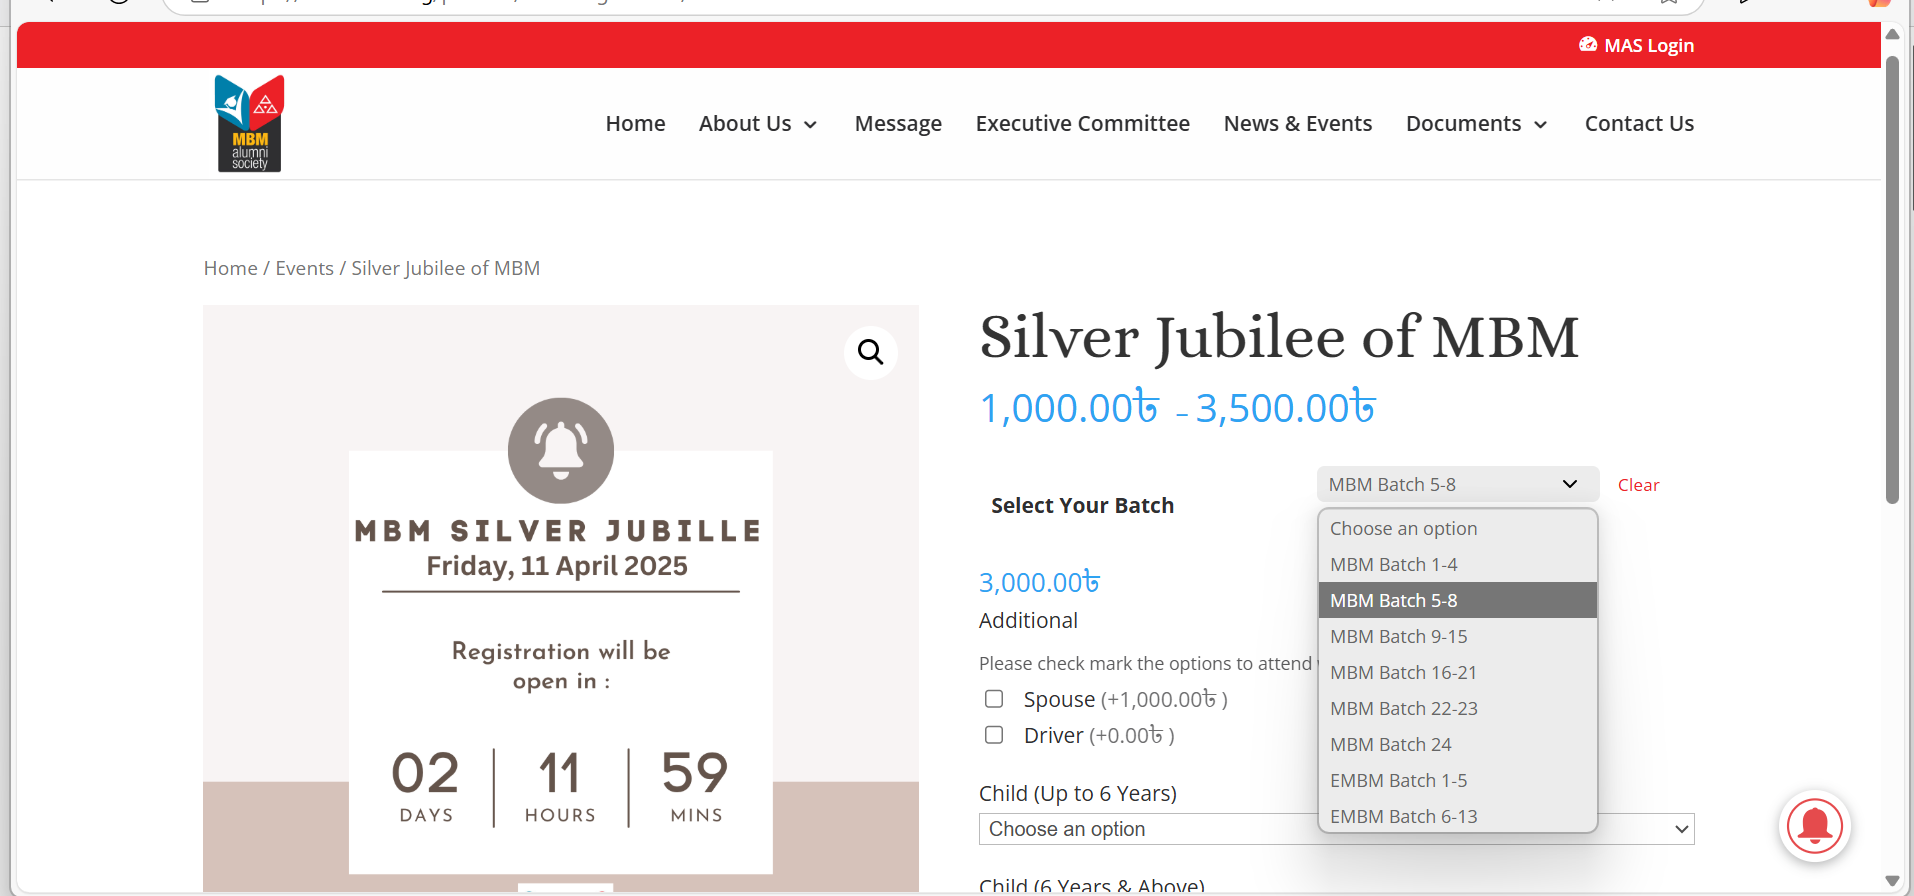 MAS Login
MBM
alumni
society
Home
About Us
Message
Executive Committee
News & Events
Documents
Contact Us
Home / Events / Silver Jubilee of MBM
MBM SILVER JUBILLE
Friday, 11 April 2025
Registration will be
open in :
02
11
59
DAYS
HOURS
MINS
Silver Jubilee of MBM
1,000.00৳ – 3,500.00৳
Select Your Batch
MBM Batch 5-8
Clear
Choose an option
MBM Batch 1-4
MBM Batch 5-8
MBM Batch 9-15
MBM Batch 16-21
MBM Batch 22-23
MBM Batch 24
EMBM Batch 1-5
EMBM Batch 6-13
3,000.00৳
Additional
Please check mark the options to attend
Spouse (+1,000.00৳ )
Driver (+0.00৳ )
Child (Up to 6 Years)
Choose an option
Child (6 Years & Above)